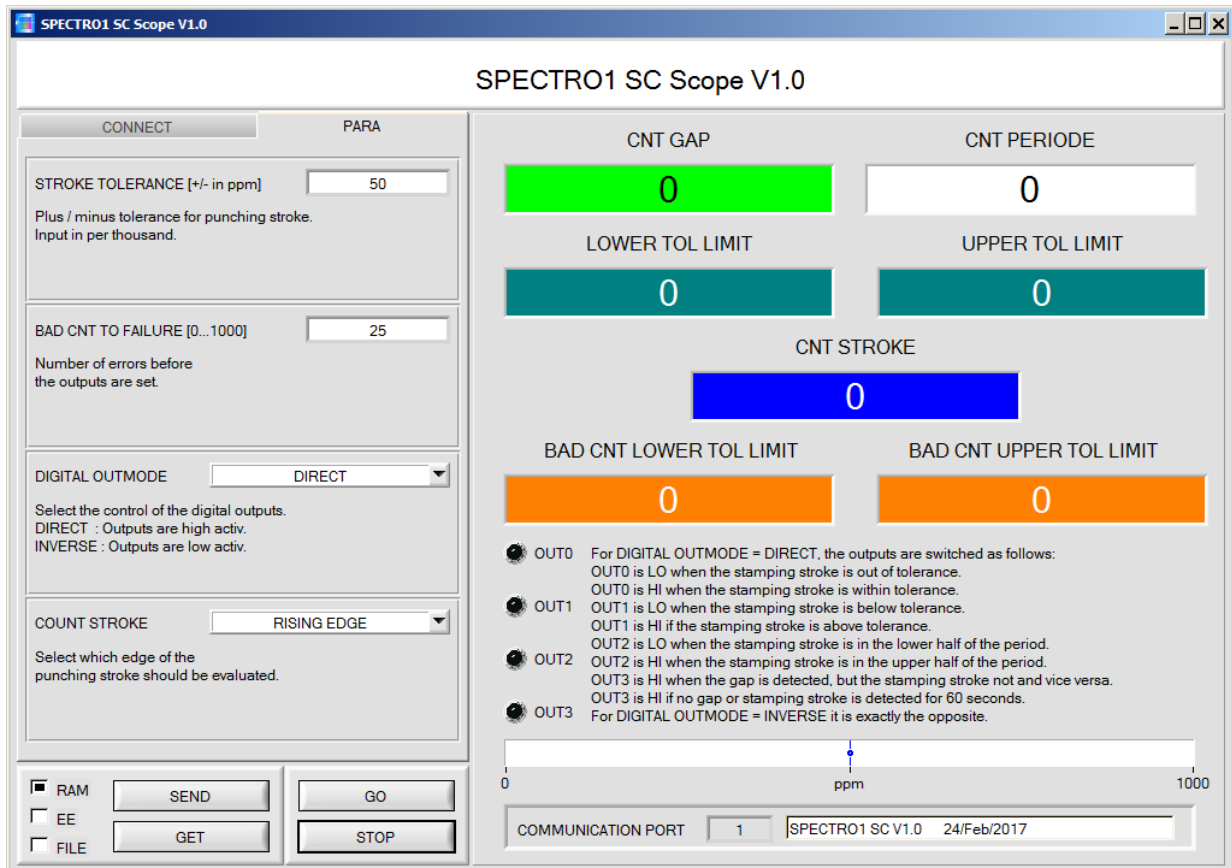 SPECTRO1 SC Scope V1.0
SPECTRO1 SC Scope V1.0
CONNECT
PARA
STROKE TOLERANCE [+/- in ppm]
50
Plus / minus tolerance for punching stroke.
Input in per thousand.
BAD CNT TO FAILURE [0...1000]
25
Number of errors before
the outputs are set.
DIGITAL OUTMODE
DIRECT
Select the control of the digital outputs.
DIRECT : Outputs are high activ.
INVERSE : Outputs are low activ.
COUNT STROKE
RISING EDGE
Select which edge of the
punching stroke should be evaluated.
RAM
EE
FILE
SEND
GET
GO
STOP
CNT GAP
0
CNT PERIODE
0
LOWER TOL LIMIT
0
UPPER TOL LIMIT
0
CNT STROKE
0
BAD CNT LOWER TOL LIMIT
0
BAD CNT UPPER TOL LIMIT
0
OUT0
OUT1
OUT2
OUT3
For DIGITAL OUTMODE = DIRECT, the outputs are switched as follows:
OUT0 is LO when the stamping stroke is out of tolerance.
OUT0 is HI when the stamping stroke is within tolerance.
OUT1 is LO when the stamping stroke is below tolerance.
OUT1 is HI if the stamping stroke is above tolerance.
OUT2 is LO when the stamping stroke is in the lower half of the period.
OUT2 is HI when the stamping stroke is in the upper half of the period.
OUT3 is HI when the gap is detected, but the stamping stroke not and vice versa.
OUT3 is HI if no gap or stamping stroke is detected for 60 seconds.
For DIGITAL OUTMODE = INVERSE it is exactly the opposite.
0
ppm
1000
COMMUNICATION PORT
1
SPECTRO1 SC V1.0 24/Feb/2017